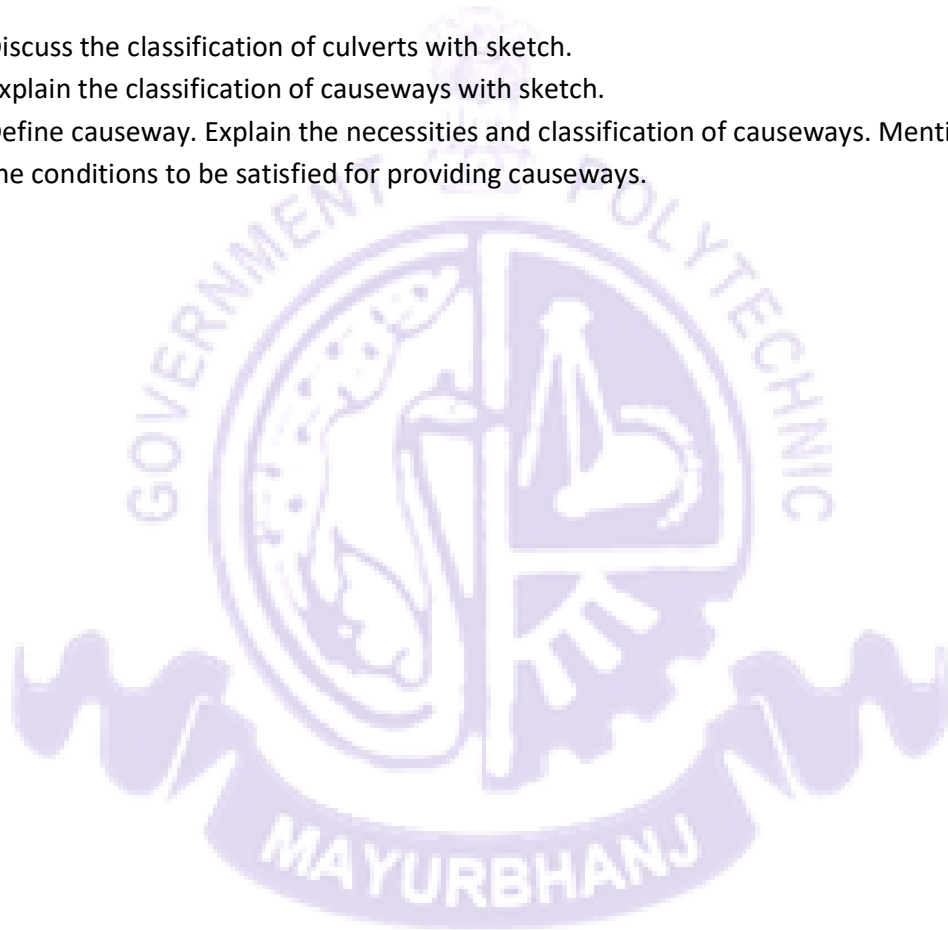 iscuss the classification of culverts with sketch.
xplain the classification of causeways with sketch.
efine causeway. Explain the necessities and classification of causeways. Menti
he conditions to be satisfied for providing causeways.
GOVERNMENT POLYTECHNIC
MAYURBHANJ